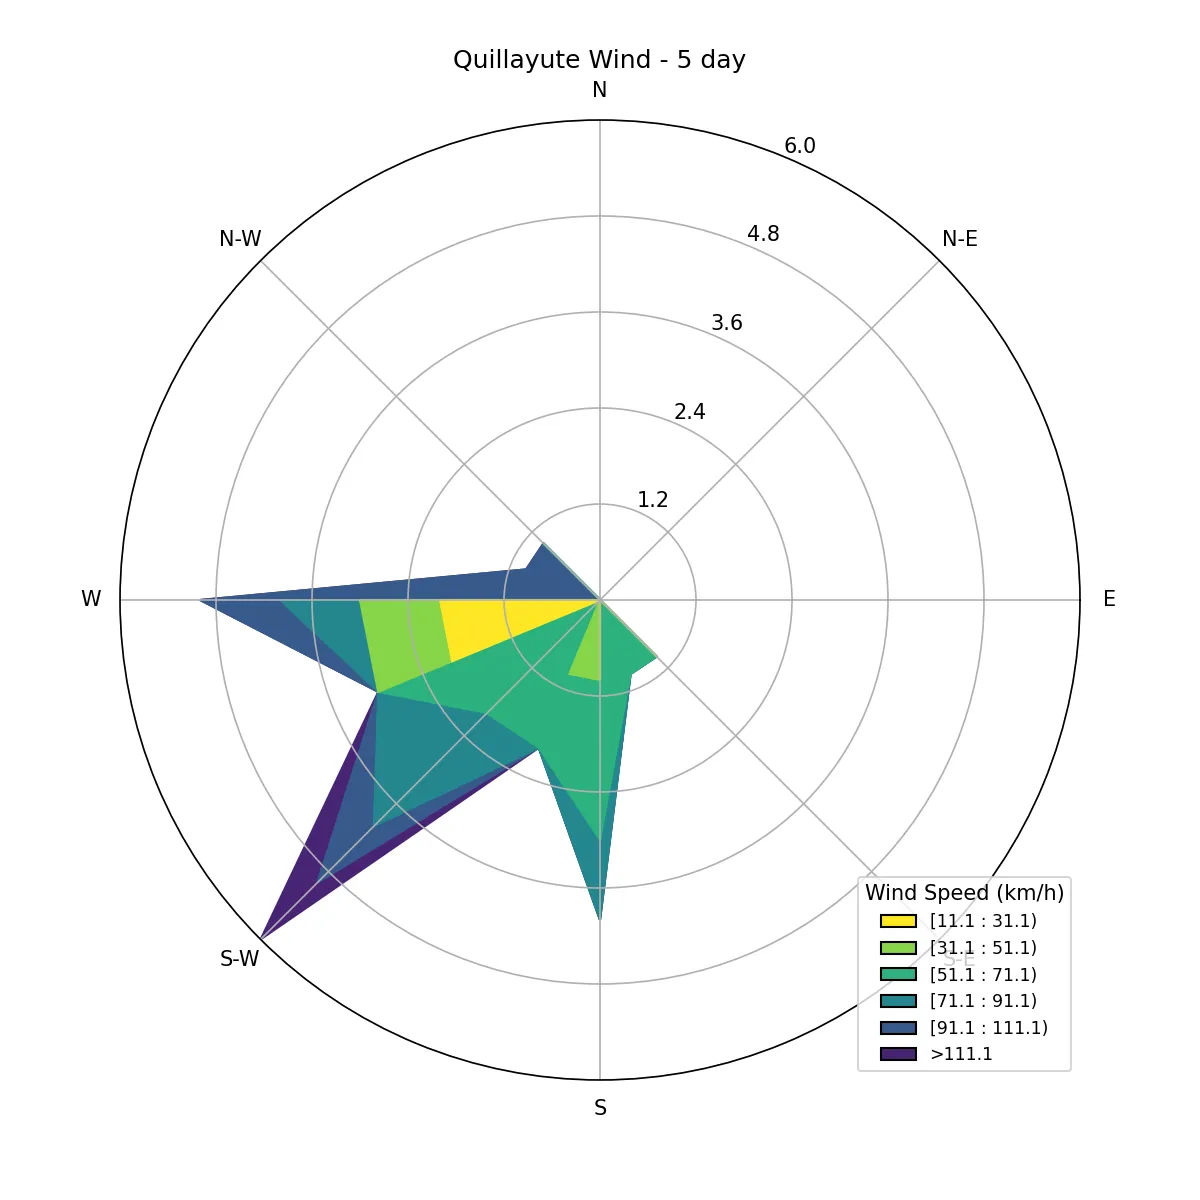 Quillayute Wind - 5 day
N
6.0
N-W
4.8
N-E
3.6
2.4
1.2
W
E
S-W
S-E
S
Wind Speed (km/h)
[11.1 : 31.1)
[31.1 : 51.1)
[51.1 : 71.1)
[71.1 : 91.1)
[91.1 : 111.1)
>111.1